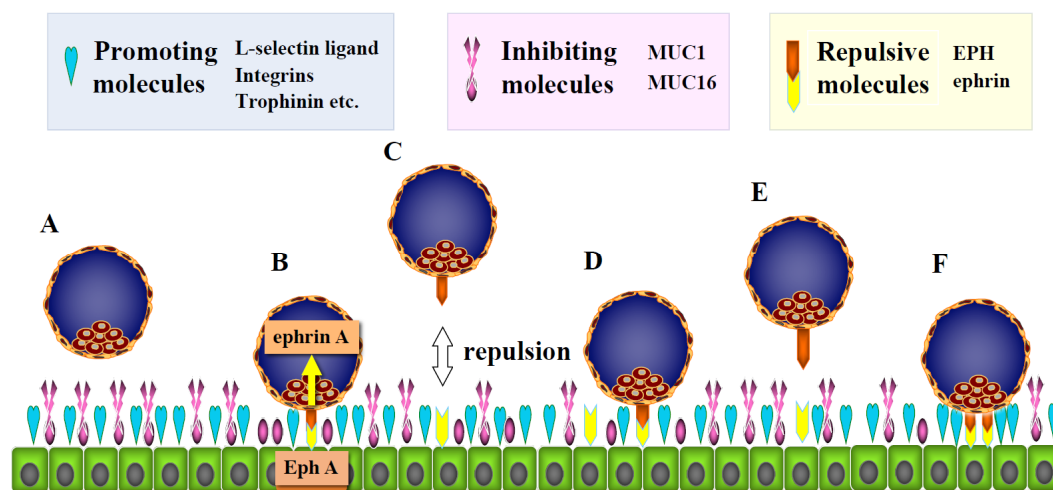 Promoting
molecules
L-selectin ligand
Integrins
Trophinin etc.
Inhibiting
molecules
MUC1
MUC16
Repulsive
molecules
EPH
ephrin
A
B
C
D
E
F
ephrin A
repulsion
Eph A